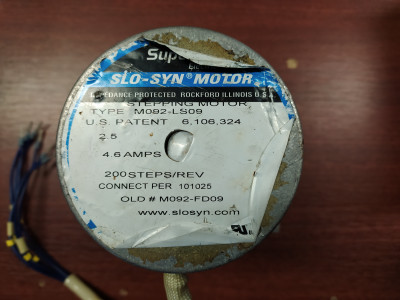 Supe
SLO-SYN® MOTOR
IMPEDANCE PROTECTED ROCKFORD ILLINOIS U.S.A
STEPPING MOTOR
TYPE M092-LS09
U.S. PATENT 6,106,324
2.5
4.6 AMPS
200 STEPS/REV
CONNECT PER 101025
OLD # M092-FD09
www.slosyn.com